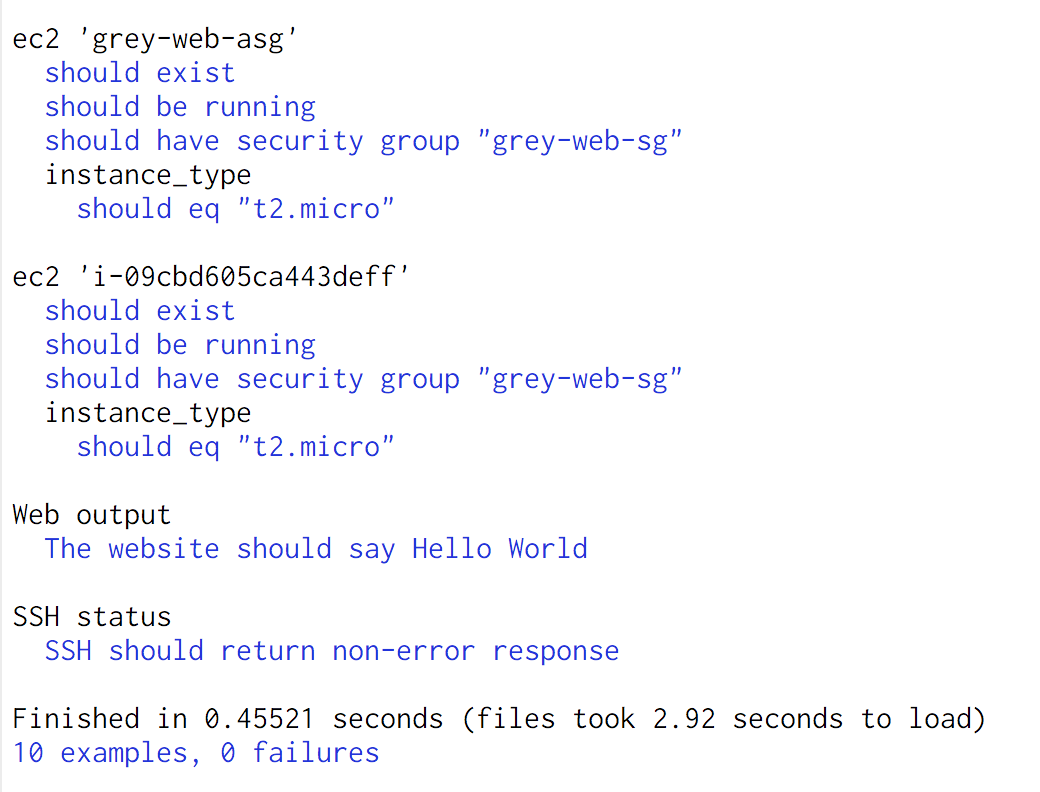 ec2 'grey-web-asg'
should exist
should be running
should have security group "grey-web-sg"
instance_type
should eq "t2.micro"
ec2 'i-09cbd605ca443deff'
should exist
should be running
should have security group "grey-web-sg"
instance_type
should eq "t2.micro"
Web output
The website should say Hello World
SSH status
SSH should return non-error response
Finished in 0.45521 seconds (files took 2.92 seconds to load)
10 examples, 0 failures